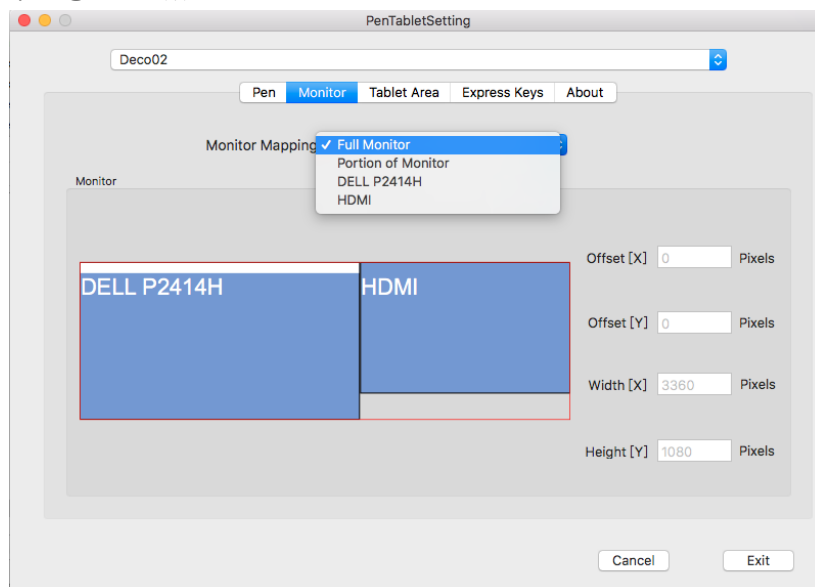 PenTabletSetting
Deco02
Pen Monitor Tablet Area Express Keys About
Monitor Mapping ✓ Full Monitor
Portion of Monitor
DELL P2414H
HDMI
Monitor
DELL P2414H HDMI
Offset [X] 0 Pixels
Offset [Y] 0 Pixels
Width [X] 3360 Pixels
Height [Y] 1080 Pixels
Cancel Exit